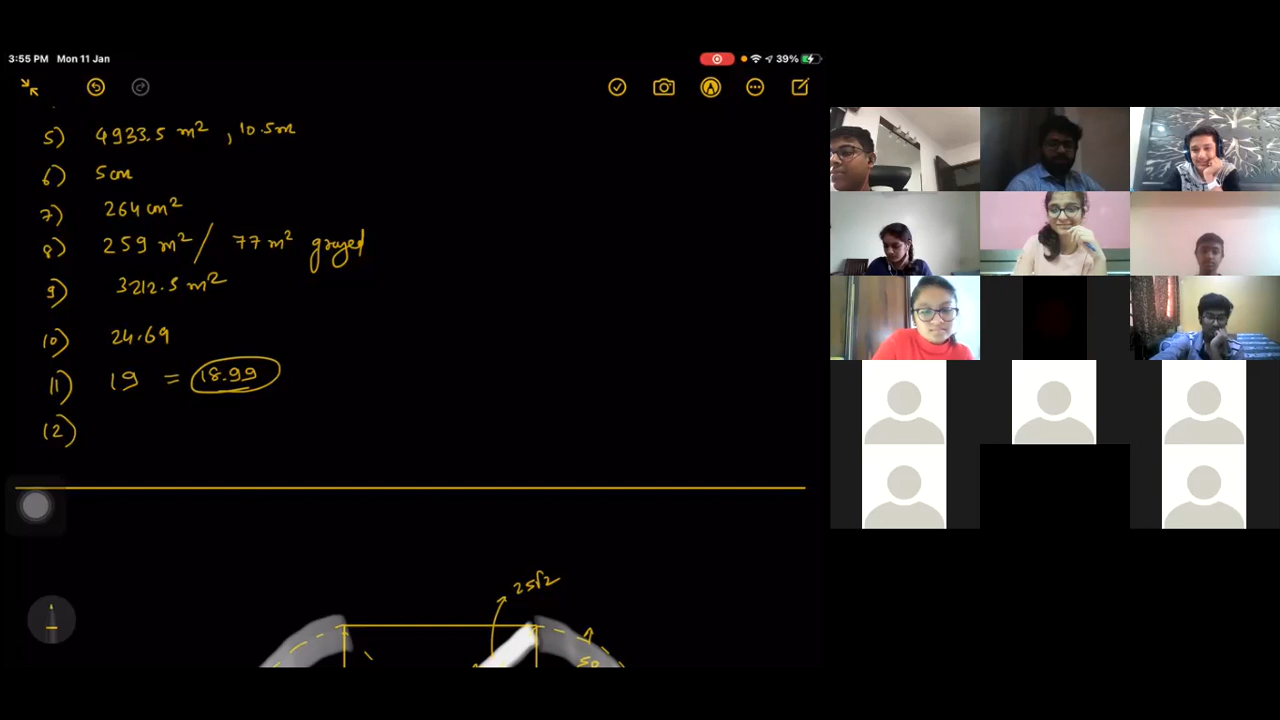 3:55 PM Mon 11 Jan
39%
5) 4933.5 m² , 10.5m
6) 5cm
7) 264 cm²
8) 259 m² / 77 m² grazed
9) 3212.5 m²
10) 24.69
11) 19 = 18.99
12)
25√2